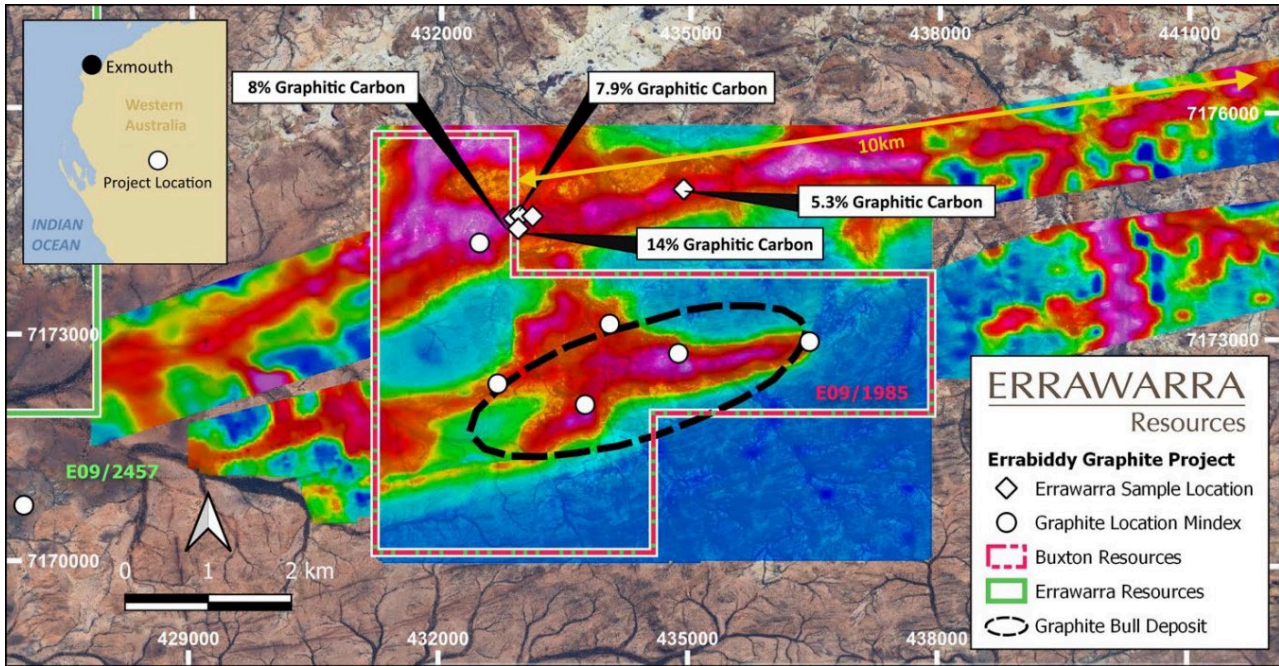 432000
435000
438000
441000
Exmouth
Western
Australia
Project Location
INDIAN
OCEAN
8% Graphitic Carbon
7.9% Graphitic Carbon
10km
7176000
5.3% Graphitic Carbon
14% Graphitic Carbon
7173000
7173000
E09/1985
E09/2457
7170000
0 1 2 km
429000
432000
435000
438000
ERRAWARRA
Resources
Errabiddy Graphite Project
Errawarra Sample Location
Graphite Location Mindex
Buxton Resources
Errawarra Resources
Graphite Bull Deposit